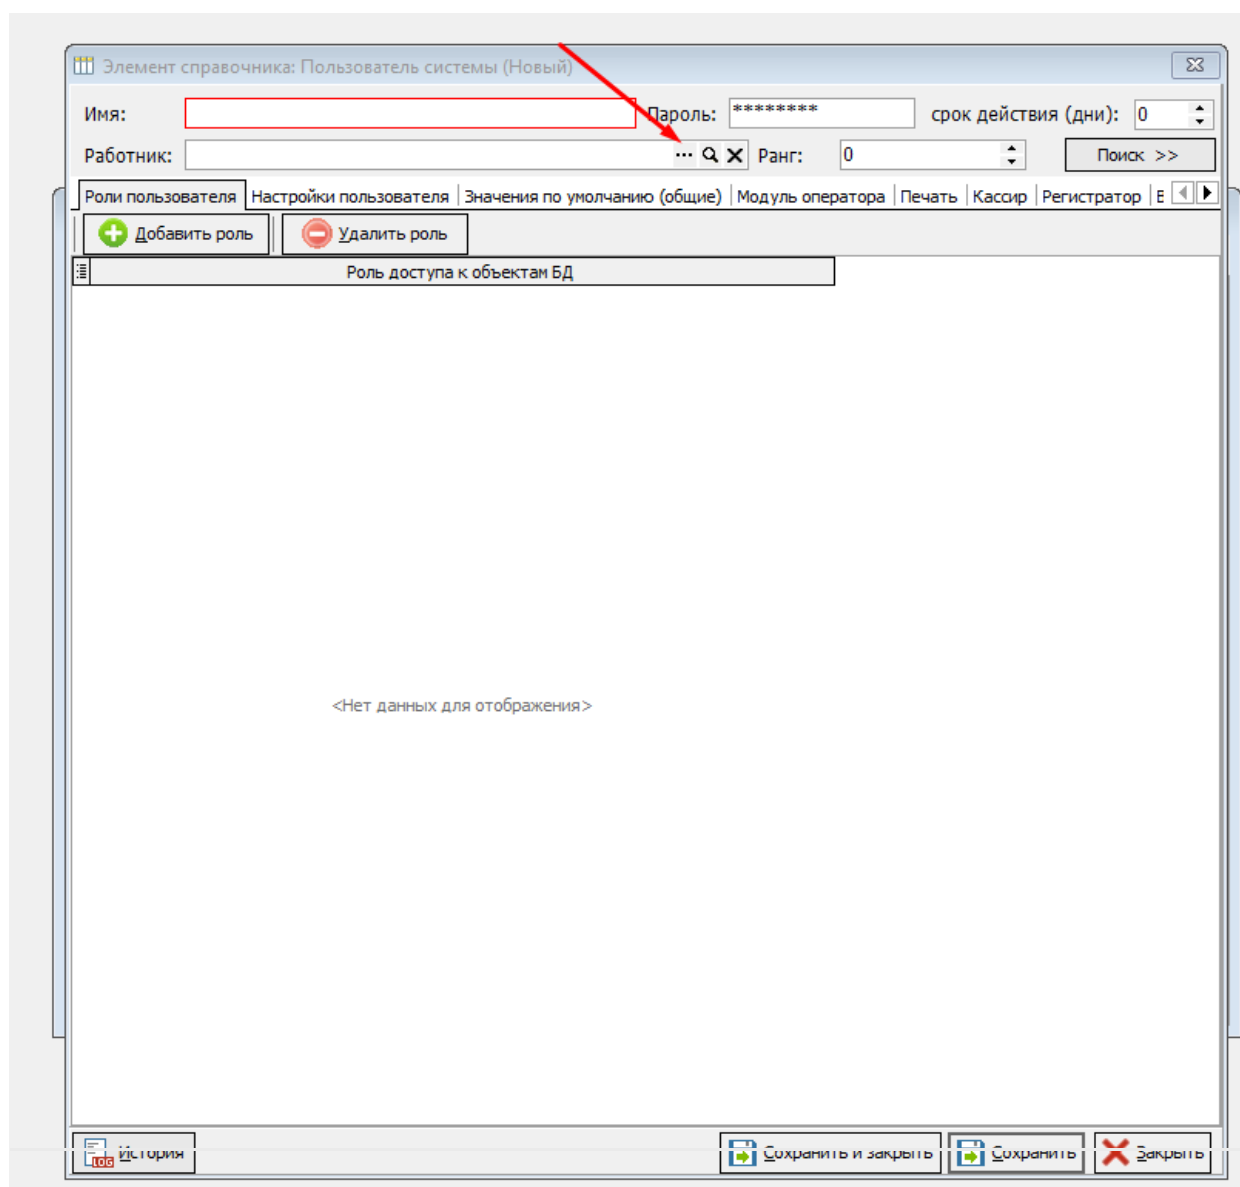 Элемент справочника: Пользователь системы (Новый)
Имя: Пароль: ******** срок действия (дни): 0
Работник: ... Ранг: 0 Поиск >>
Роли пользователя Настройки пользователя Значения по умолчанию (общие) Модуль оператора Печать Кассир Регистратор
Добавить роль Удалить роль
Роль доступа к объектам БД
<Нет данных для отображения>
LOG История Сохранить и закрыть Сохранить Закрыть